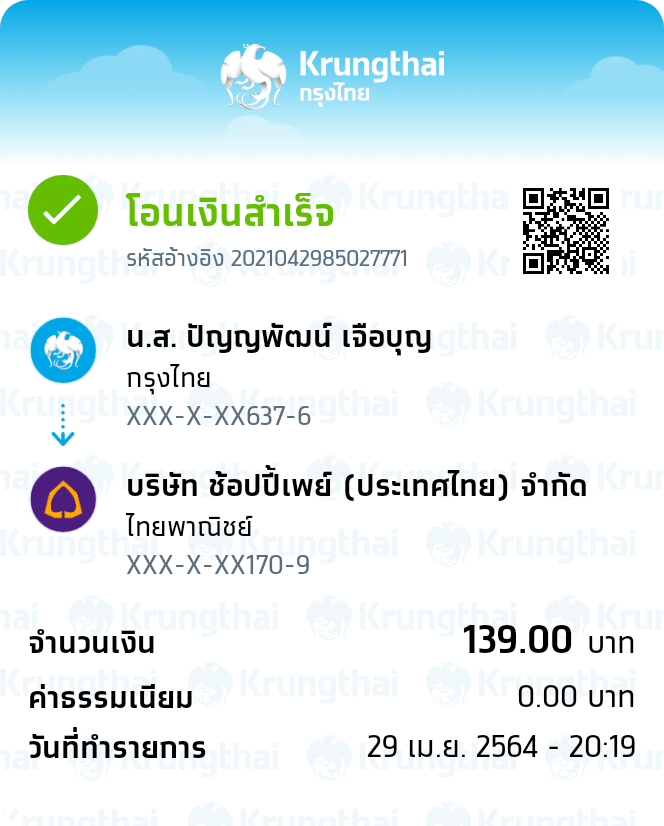 Krungthai
กรุงไทย
โอนเงินสำเร็จ
รหัสอ้างอิง 2021042985027771
น.ส. ปัญญพัฒน์ เจือบุญ
กรุงไทย
XXX-X-XX637-6
บริษัท ช้อปปี้เพย์ (ประเทศไทย) จำกัด
ไทยพาณิชย์
XXX-X-XX170-9
จำนวนเงิน 139.00 บาท
ค่าธรรมเนียม 0.00 บาท
วันที่ทำรายการ 29 เม.ย. 2564 - 20:19